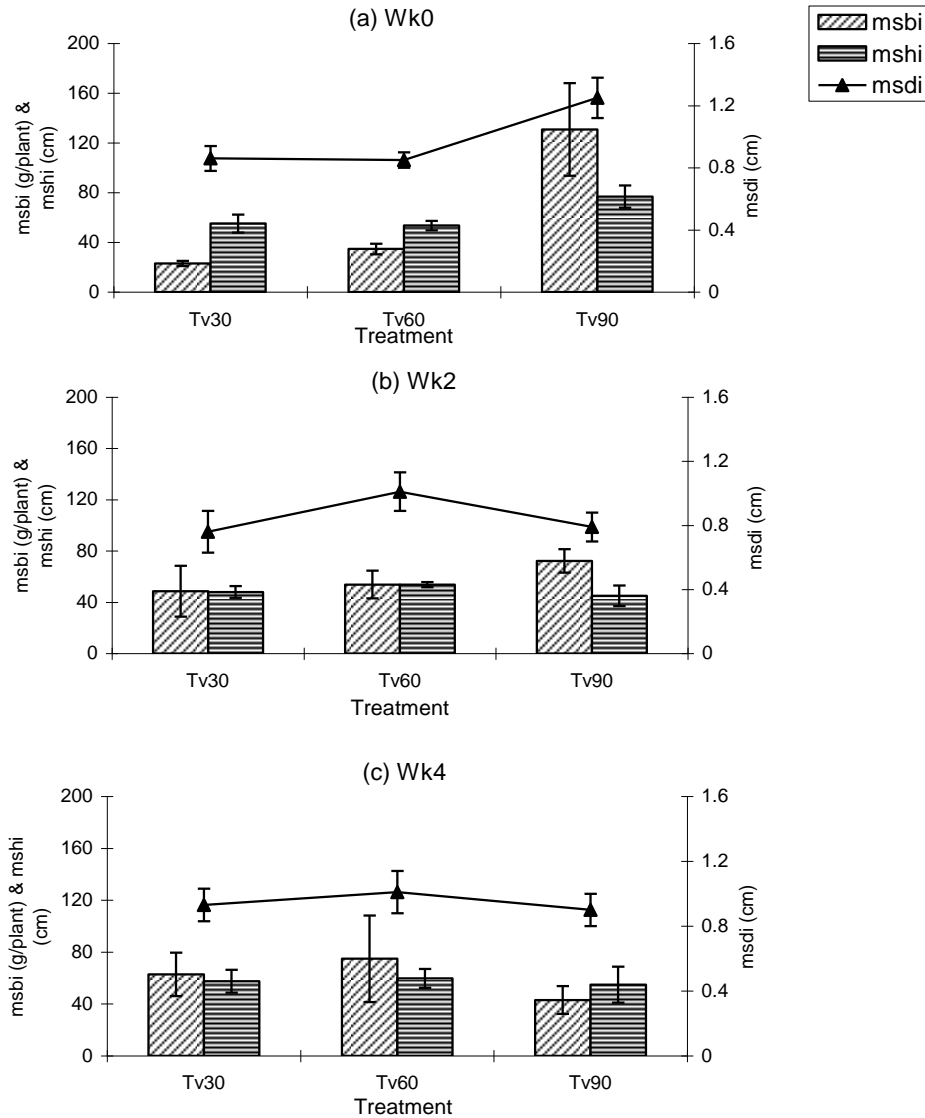 (a) Wk0
msbi
mshi
msdi
200
160
120
80
40
0
msbi (g/plant) &
mshi (cm)
1.6
1.2
0.8
0.4
0
msdi (cm)
Tv30 Tv60 Tv90
Treatment
(b) Wk2
200
160
120
80
40
0
msbi (g/plant) &
mshi (cm)
1.6
1.2
0.8
0.4
0
msdi (cm)
Tv30 Tv60 Tv90
Treatment
(c) Wk4
200
160
120
80
40
0
msbi (g/plant) & mshi
(cm)
1.6
1.2
0.8
0.4
0
msdi (cm)
Tv30 Tv60 Tv90
Treatment